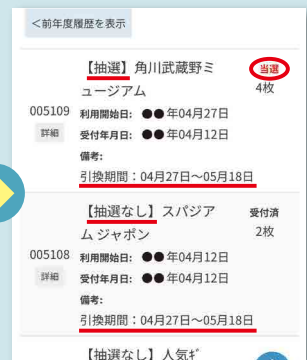 <前年度履歴を表示
【抽選】角川武蔵野ミュージアム
当選
4枚
005109
詳細
利用開始日: ●●年04月27日
受付年月日: ●●年04月12日
備考:
引換期間：04月27日～05月18日
【抽選なし】スパジアムジャポン
受付済
2枚
005108
詳細
利用開始日: ●●年04月12日
受付年月日: ●●年04月12日
備考:
引換期間：04月27日～05月18日
【抽選なし】人気ｷﾞ